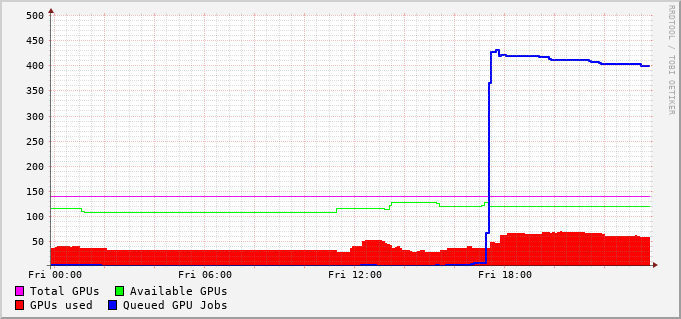 RRDTOOL / TOBI OETIKER
500
450
400
350
300
250
200
150
100
50
Fri 00:00 Fri 06:00 Fri 12:00 Fri 18:00
Total GPUs Available GPUs
GPUs used Queued GPU Jobs